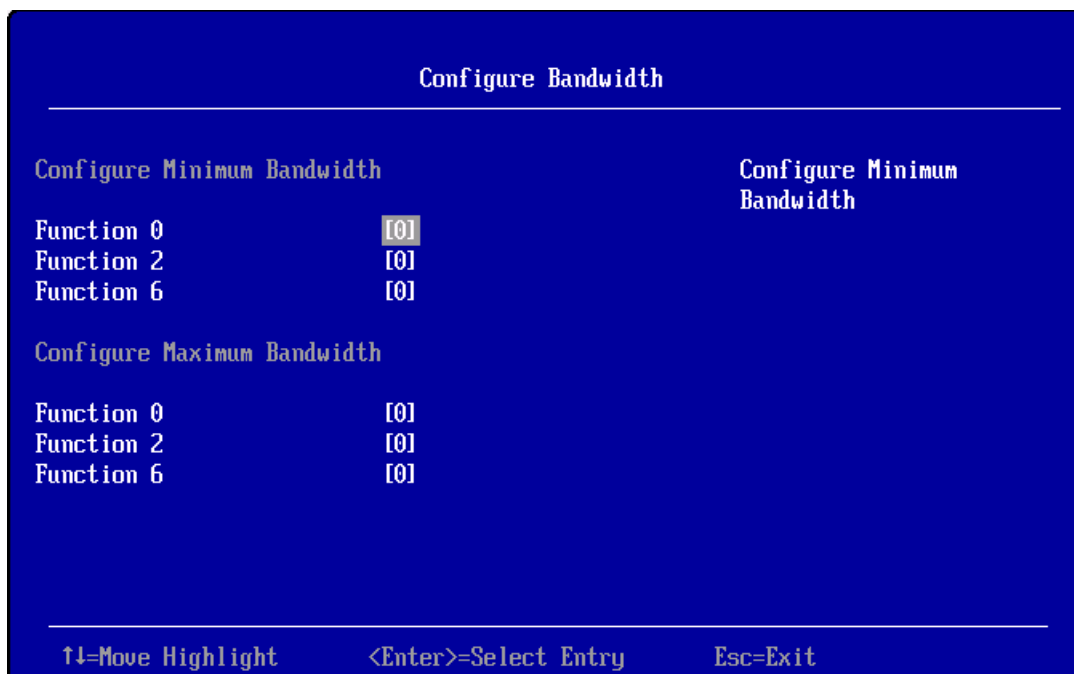 Configure Bandwidth
Configure Minimum Bandwidth
Configure Minimum
Bandwidth
Function 0 [0]
Function 2 [0]
Function 6 [0]
Configure Maximum Bandwidth
Function 0 [0]
Function 2 [0]
Function 6 [0]
↑↓=Move Highlight <Enter>=Select Entry Esc=Exit